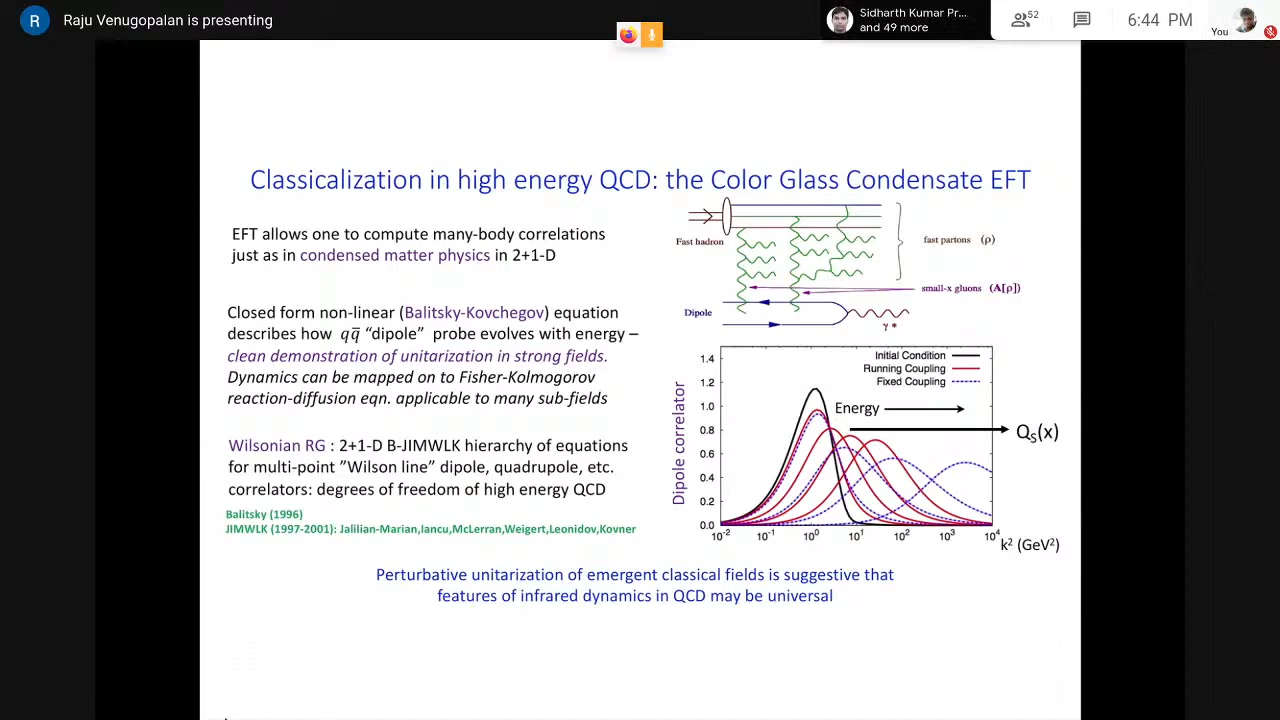 R Raju Venugopalan is presenting
Sidharth Kumar Pr...
and 49 more
52
6:44 PM
You
Classicalization in high energy QCD: the Color Glass Condensate EFT
EFT allows one to compute many-body correlations
just as in condensed matter physics in 2+1-D
Closed form non-linear (Balitsky-Kovchegov) equation
describes how qq̅ “dipole” probe evolves with energy –
clean demonstration of unitarization in strong fields.
Dynamics can be mapped on to Fisher-Kolmogorov
reaction-diffusion eqn. applicable to many sub-fields
Wilsonian RG : 2+1-D B-JIMWLK hierarchy of equations
for multi-point ”Wilson line” dipole, quadrupole, etc.
correlators: degrees of freedom of high energy QCD
Balitsky (1996)
JIMWLK (1997-2001): Jalilian-Marian,Iancu,McLerran,Weigert,Leonidov,Kovner
Fast hadron
fast partons (ρ)
small-x gluons (A[ρ])
Dipole
γ *
Initial Condition
Running Coupling
Fixed Coupling
Energy
Qs(x)
Dipole correlator
1.4
1.2
1.0
0.8
0.6
0.4
0.2
0.0
10⁻² 10⁻¹ 10⁰ 10¹ 10² 10³ 10⁴
k² (GeV²)
Perturbative unitarization of emergent classical fields is suggestive that
features of infrared dynamics in QCD may be universal